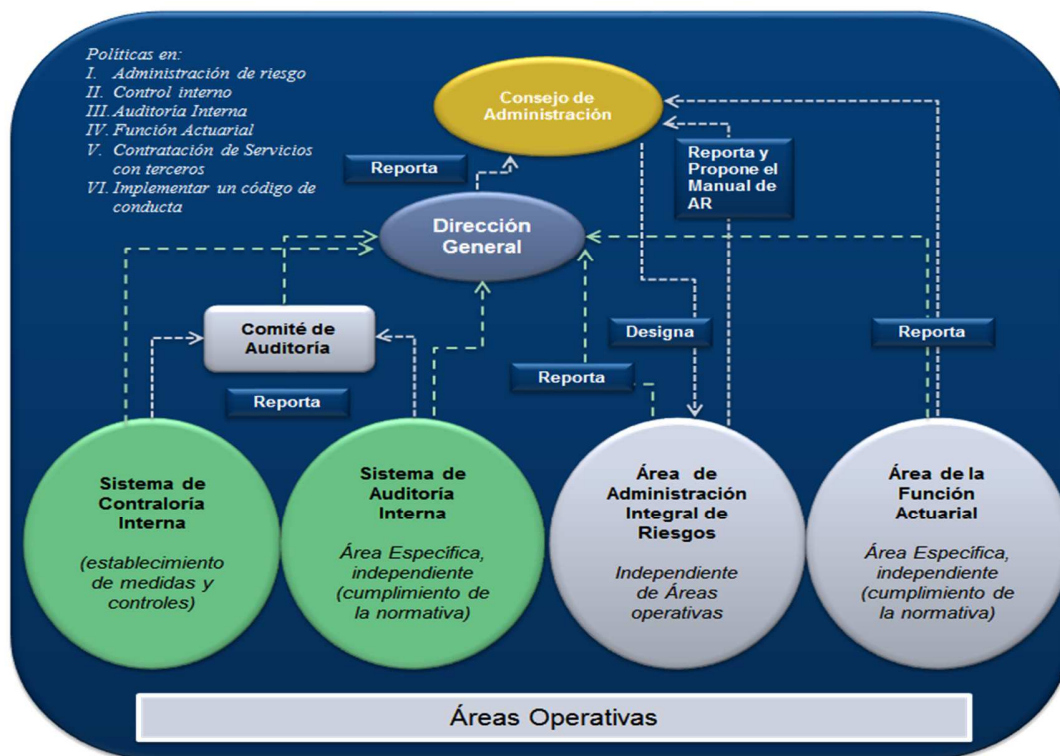 Políticas en:
I. Administración de riesgo
II. Control interno
III. Auditoría Interna
IV. Función Actuarial
V. Contratación de Servicios
con terceros
VI. Implementar un código de
conducta
Consejo de
Administración
Reporta
Reporta y
Propone el
Manual de
AR
Dirección
General
Comité de
Auditoría
Designa
Reporta
Reporta
Reporta
Sistema de
Contraloría
Interna
(establecimiento
de medidas y
controles)
Sistema de
Auditoría
Interna
Área Específica,
independiente
(cumplimiento de
la normativa)
Área de
Administración
Integral de
Riesgos
Independiente
de Áreas
operativas
Área de la
Función
Actuarial
Área Específica,
independiente
(cumplimiento de
la normativa)
Áreas Operativas